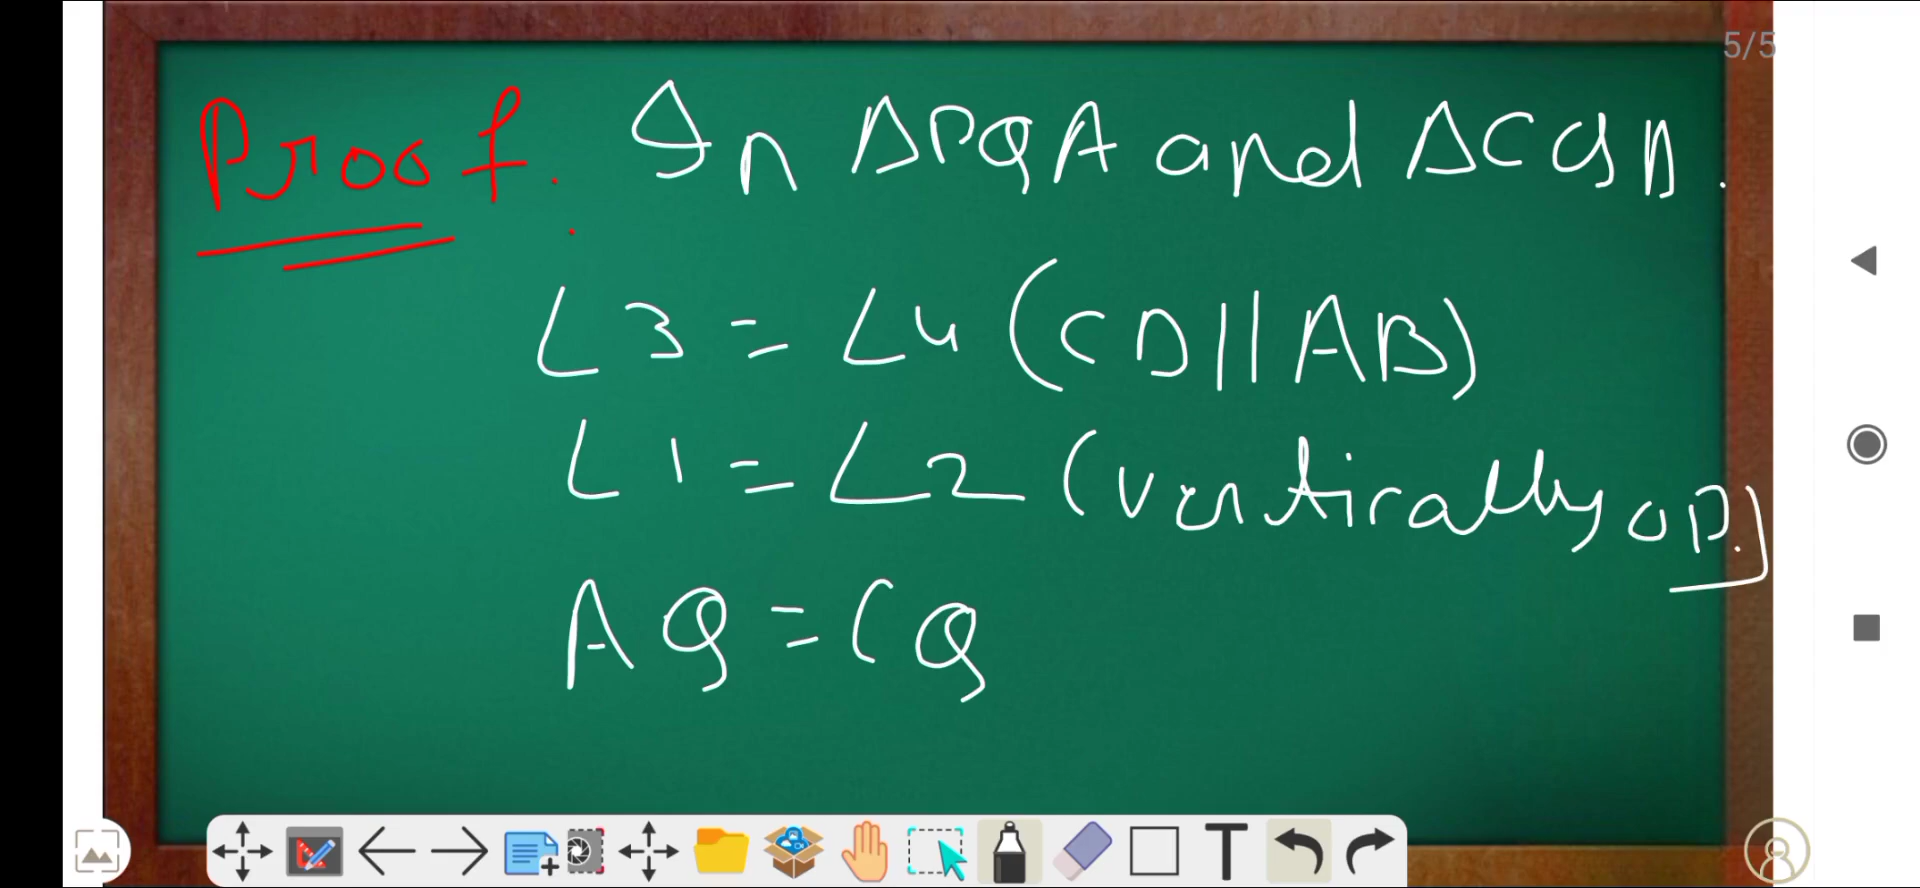 5/5
Proof: In ΔPQA and ΔCQD.
∠3 = ∠4 (CD||AB)
∠1 = ∠2 (vertically OP.)
AQ = CQ
T